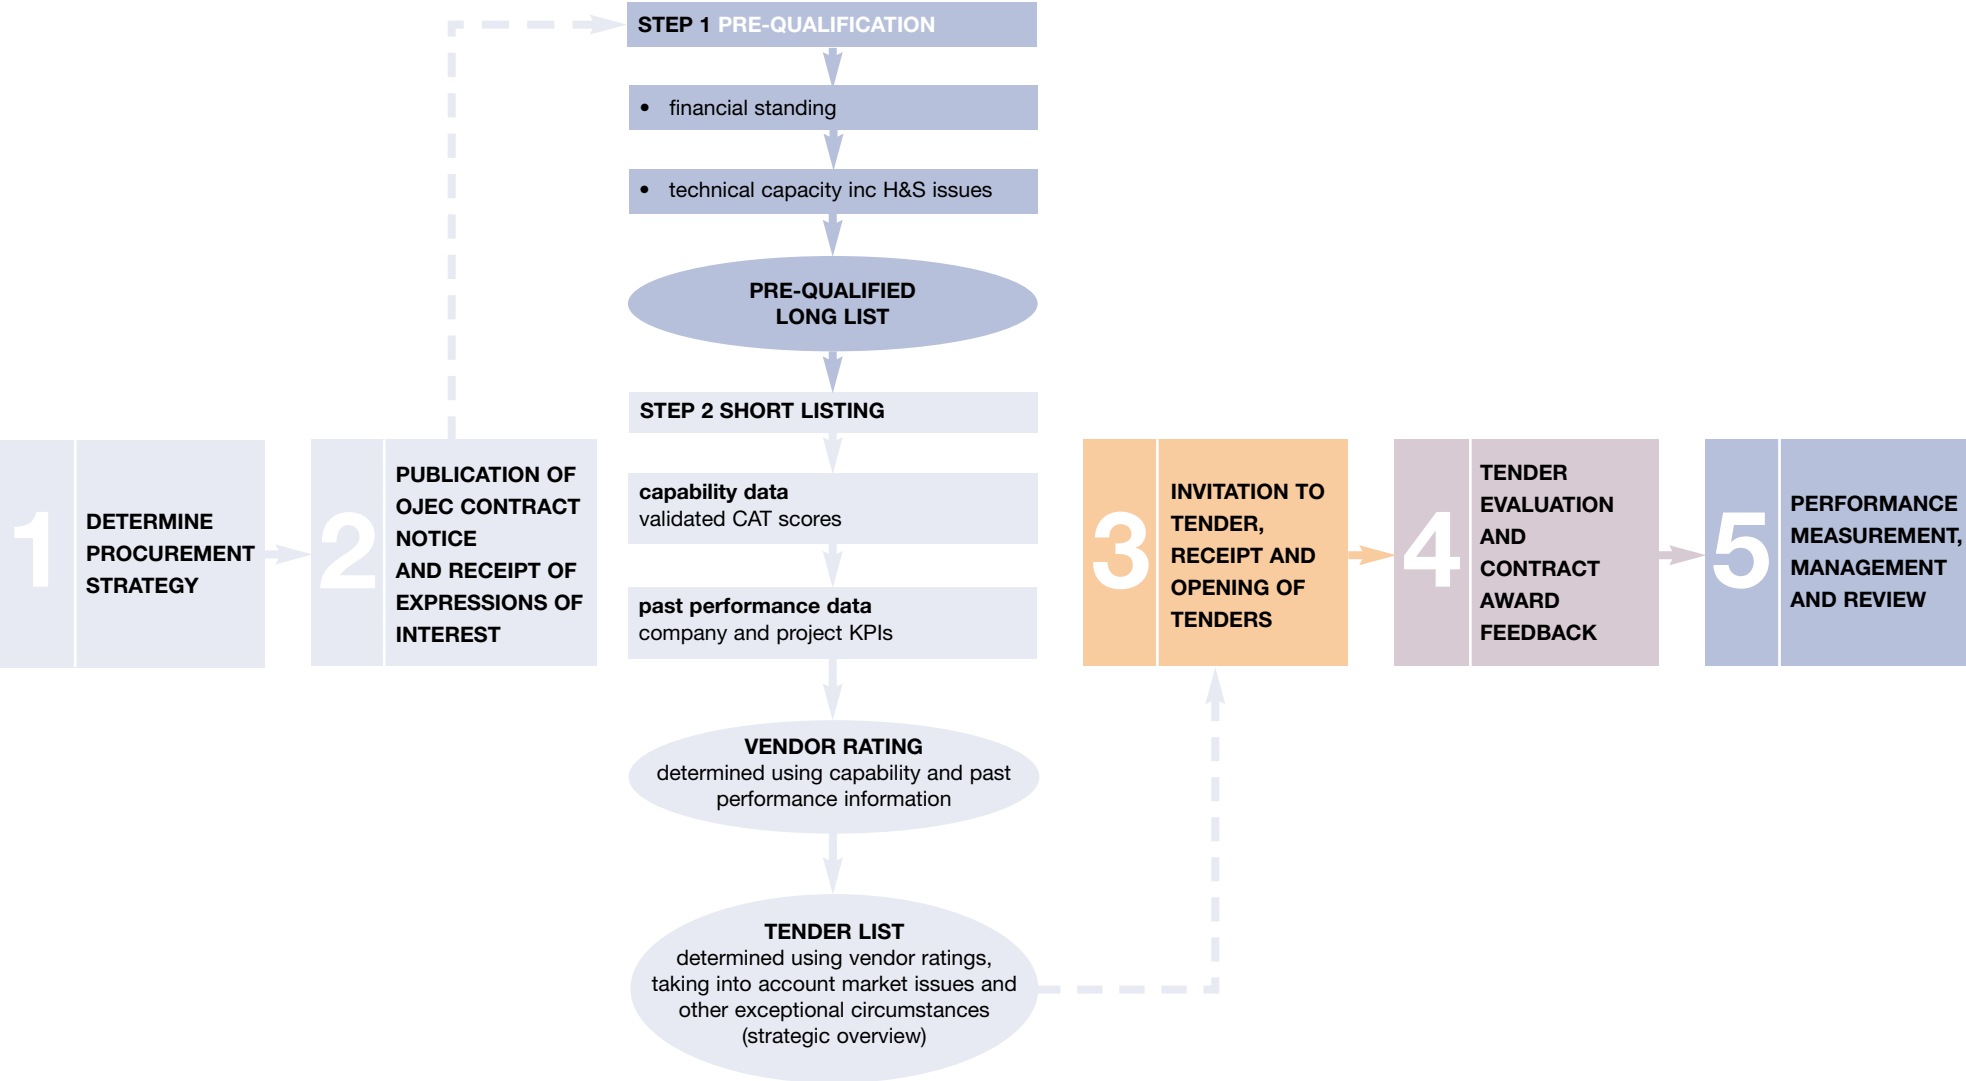 STEP 1 PRE-QUALIFICATION
• financial standing
• technical capacity inc H&S issues
PRE-QUALIFIED
LONG LIST
STEP 2 SHORT LISTING
capability data
validated CAT scores
past performance data
company and project KPIs
VENDOR RATING
determined using capability and past
performance information
TENDER LIST
determined using vendor ratings,
taking into account market issues and
other exceptional circumstances
(strategic overview)
1
DETERMINE
PROCUREMENT
STRATEGY
2
PUBLICATION OF
OJEC CONTRACT
NOTICE
AND RECEIPT OF
EXPRESSIONS OF
INTEREST
3
INVITATION TO
TENDER,
RECEIPT AND
OPENING OF
TENDERS
4
TENDER
EVALUATION
AND
CONTRACT
AWARD
FEEDBACK
5
PERFORMANCE
MEASUREMENT,
MANAGEMENT
AND REVIEW